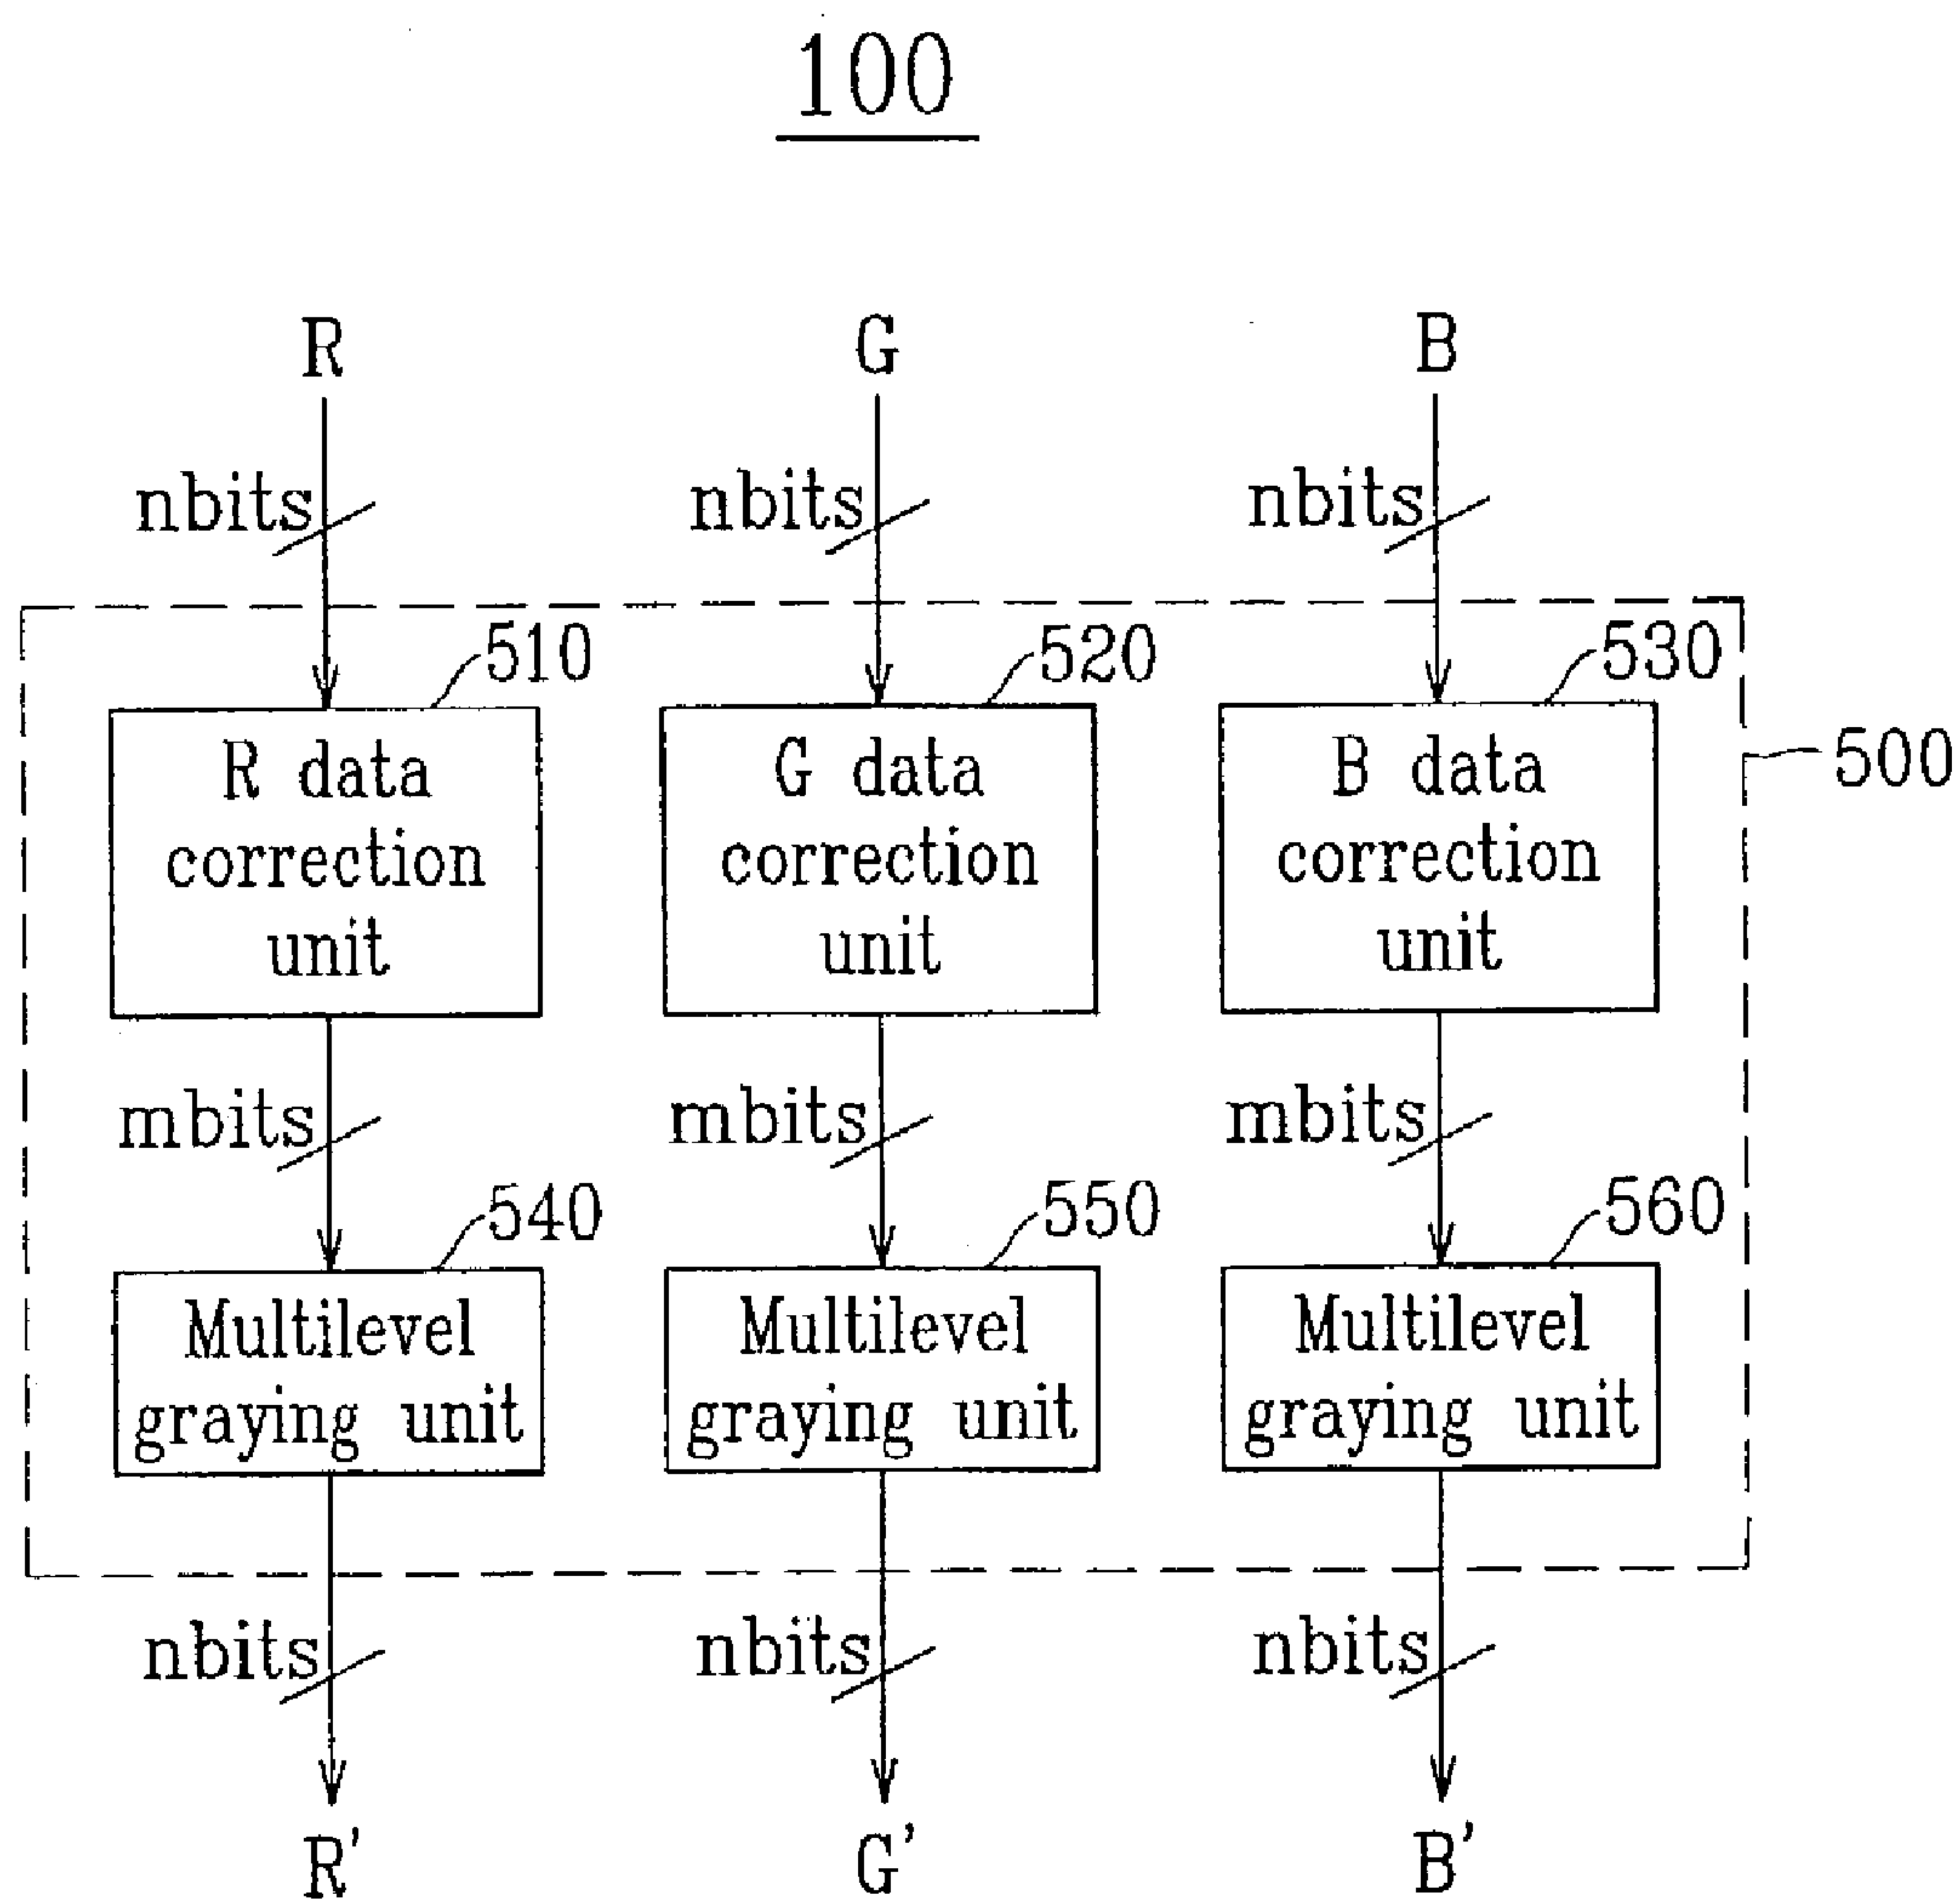 100
R G B
nbits nbits nbits
510 520 530
500
R data correction unit
G data correction unit
B data correction unit
mbits mbits mbits
540 550 560
Multilevel graying unit
Multilevel graying unit
Multilevel graying unit
nbits nbits nbits
R' G' B'